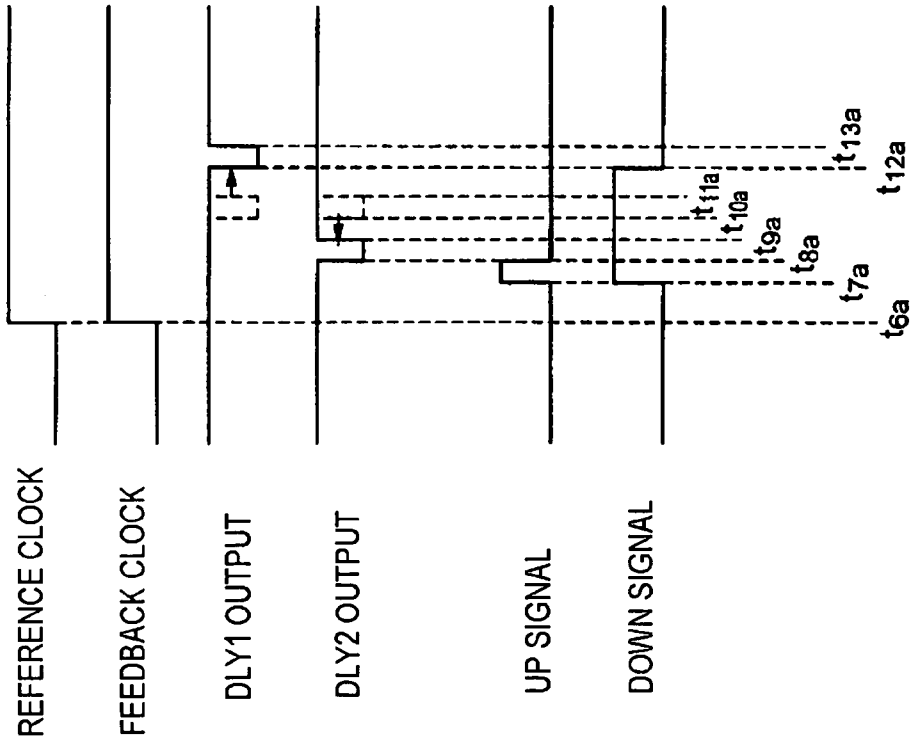 REFERENCE CLOCK
FEEDBACK CLOCK
DLY1 OUTPUT
DLY2 OUTPUT
UP SIGNAL
DOWN SIGNAL
t6a
t7a
t8a
t9a
t10a
t11a
t12a
t13a